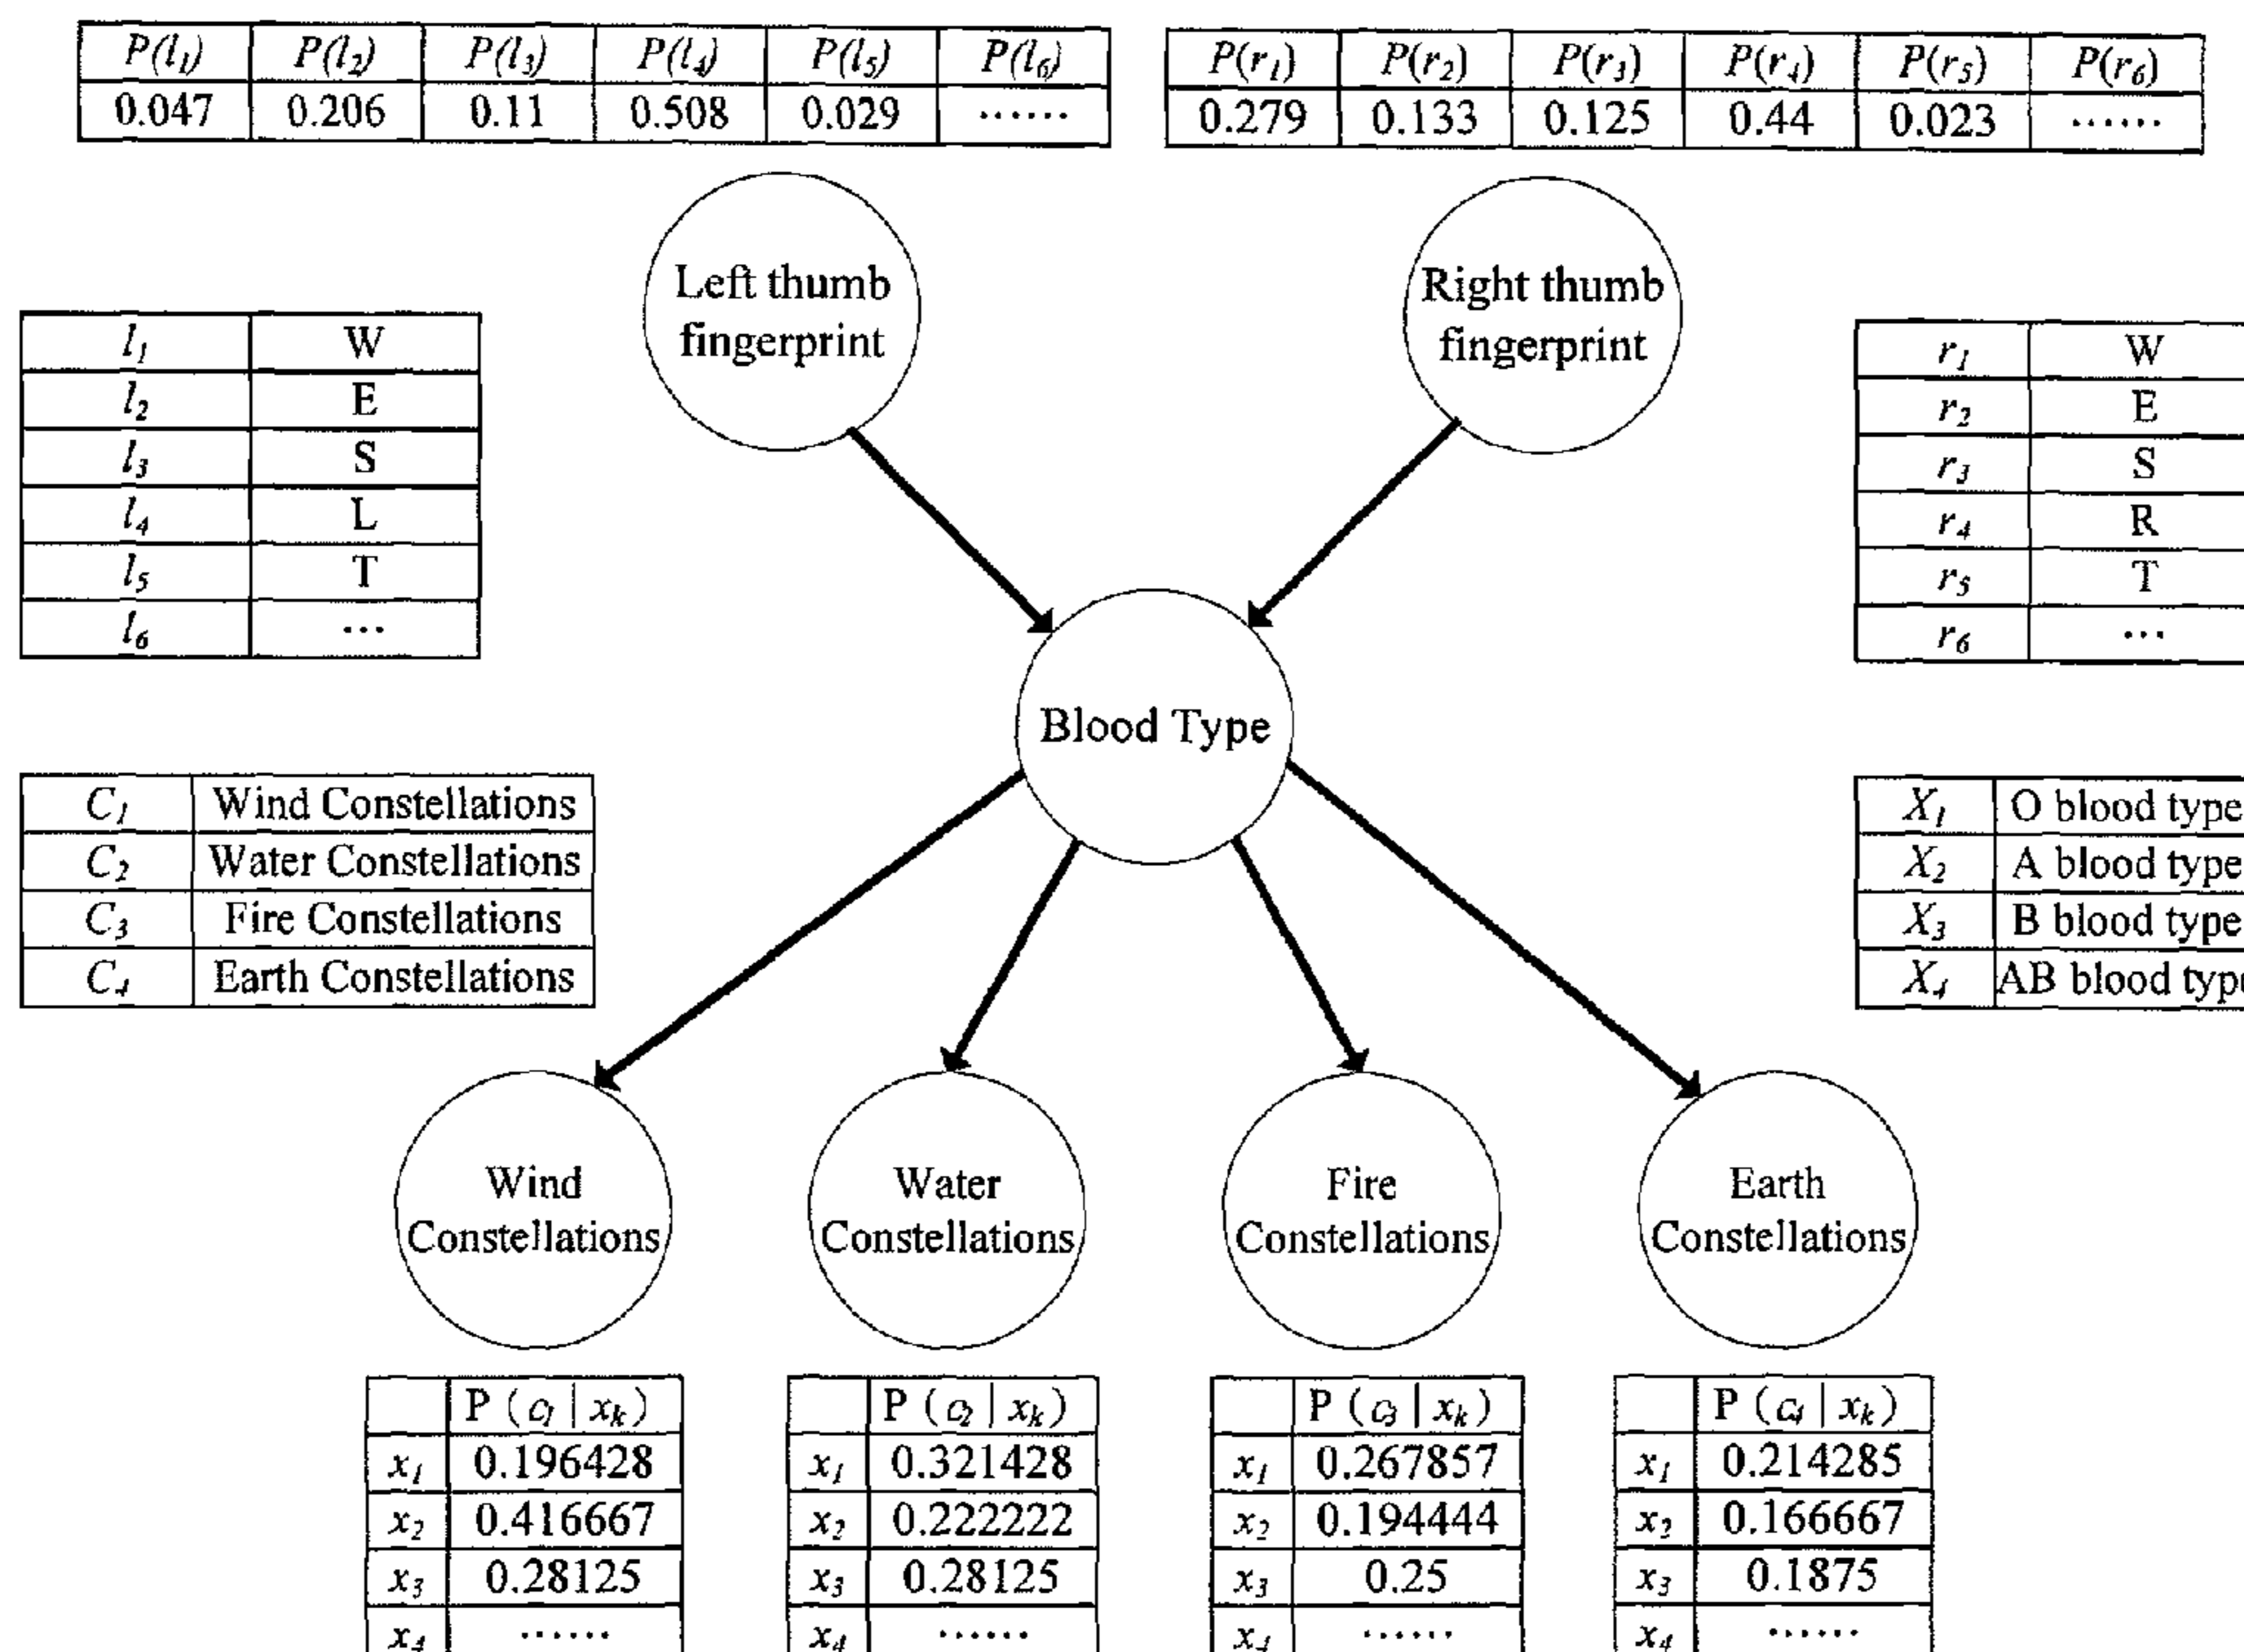 P(l₁) P(l₂) P(l₃) P(l₄) P(l₅) P(l₆)
0.047 0.206 0.11 0.508 0.029 ......
P(r₁) P(r₂) P(r₃) P(r₄) P(r₅) P(r₆)
0.279 0.133 0.125 0.44 0.023 ......
Left thumb
fingerprint
Right thumb
fingerprint
l₁ W
l₂ E
l₃ S
l₄ L
l₅ T
l₆ ...
r₁ W
r₂ E
r₃ S
r₄ R
r₅ T
r₆ ...
Blood Type
C₁ Wind Constellations
C₂ Water Constellations
C₃ Fire Constellations
C₄ Earth Constellations
X₁ O blood type
X₂ A blood type
X₃ B blood type
X₄ AB blood type
Wind
Constellations
Water
Constellations
Fire
Constellations
Earth
Constellations
P (c₁ | xₖ)
x₁ 0.196428
x₂ 0.416667
x₃ 0.28125
x₄ ......
P (c₂ | xₖ)
x₁ 0.321428
x₂ 0.222222
x₃ 0.28125
x₄ ......
P (c₃ | xₖ)
x₁ 0.267857
x₂ 0.194444
x₃ 0.25
x₄ ......
P (c₄ | xₖ)
x₁ 0.214285
x₂ 0.166667
x₃ 0.1875
x₄ ......